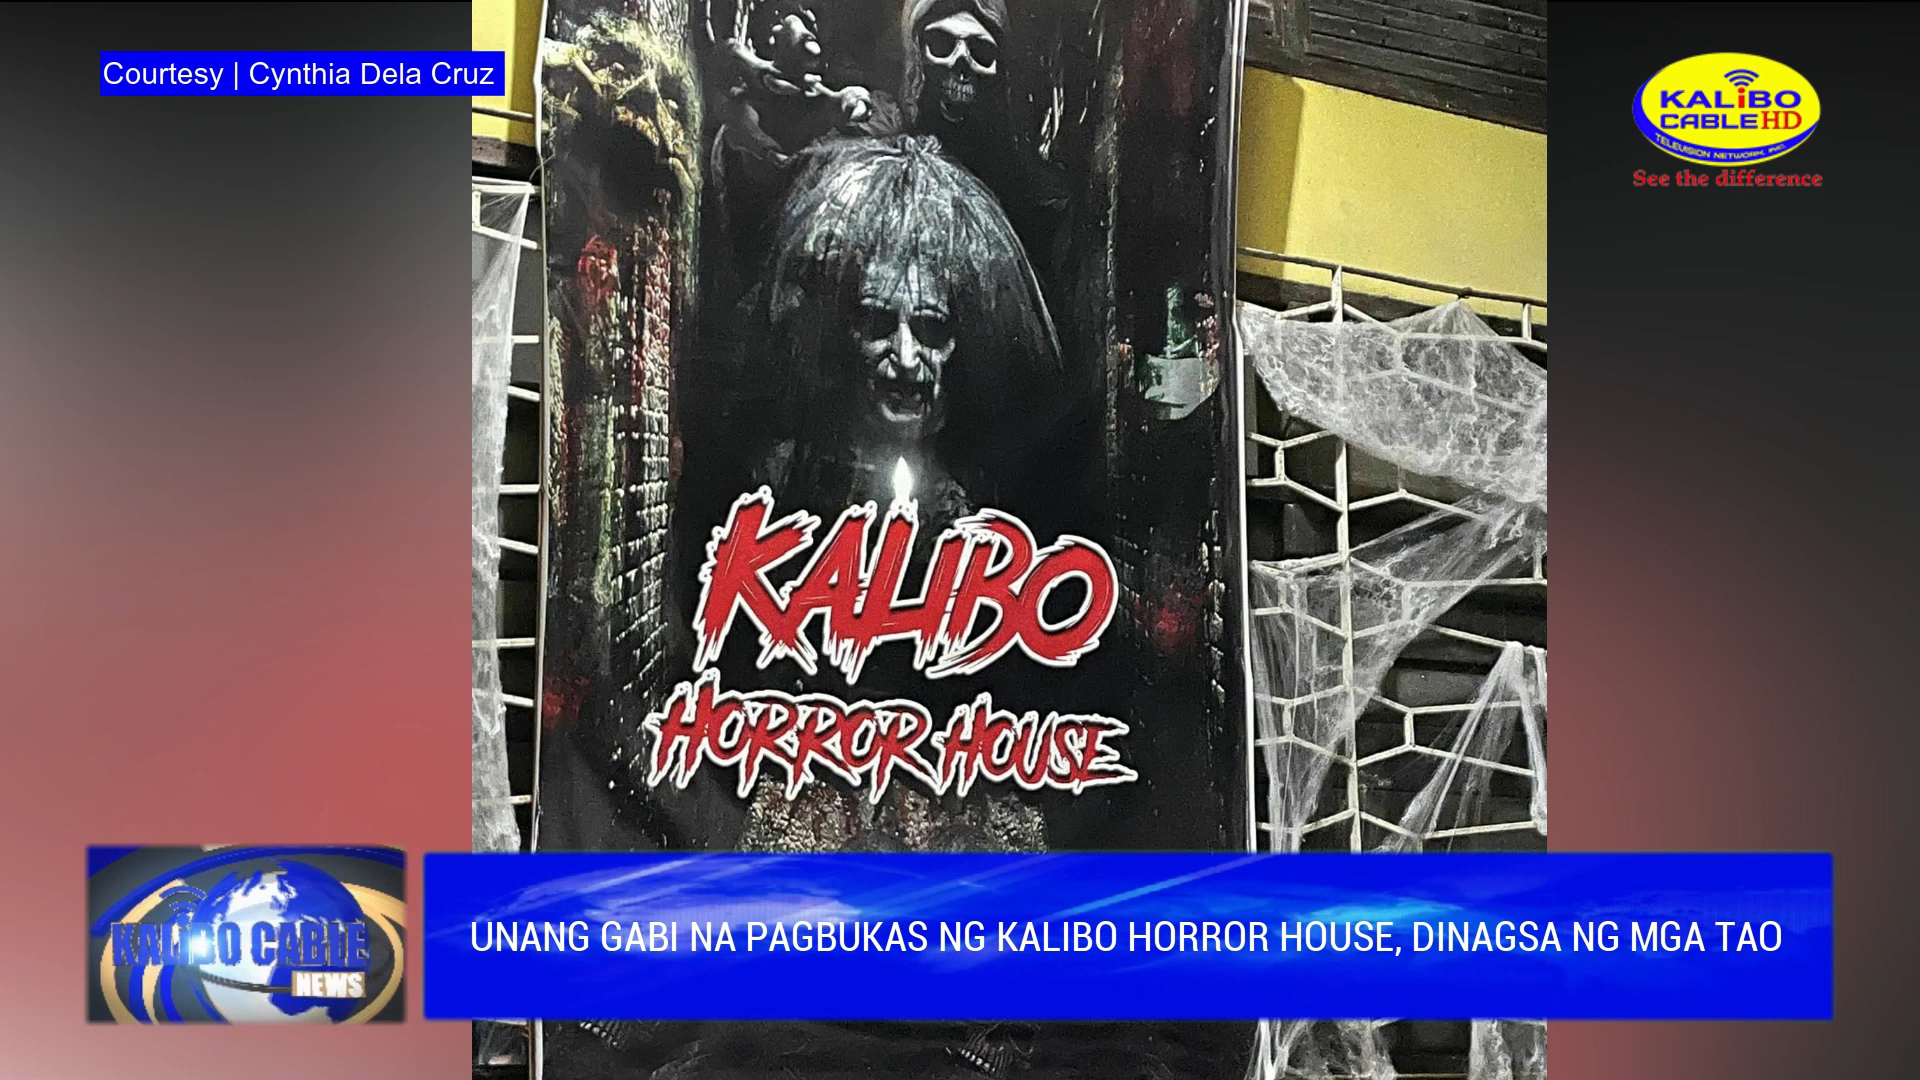 Courtesy | Cynthia Dela Cruz
KALiBO
CABLE HD
TELEVISION NETWORK, INC.
See the difference
KALIBO
HORROR HOUSE
KALIBO CABLE
NEWS
UNANG GABI NA PAGBUKAS NG KALIBO HORROR HOUSE, DINAGSA NG MGA TAO